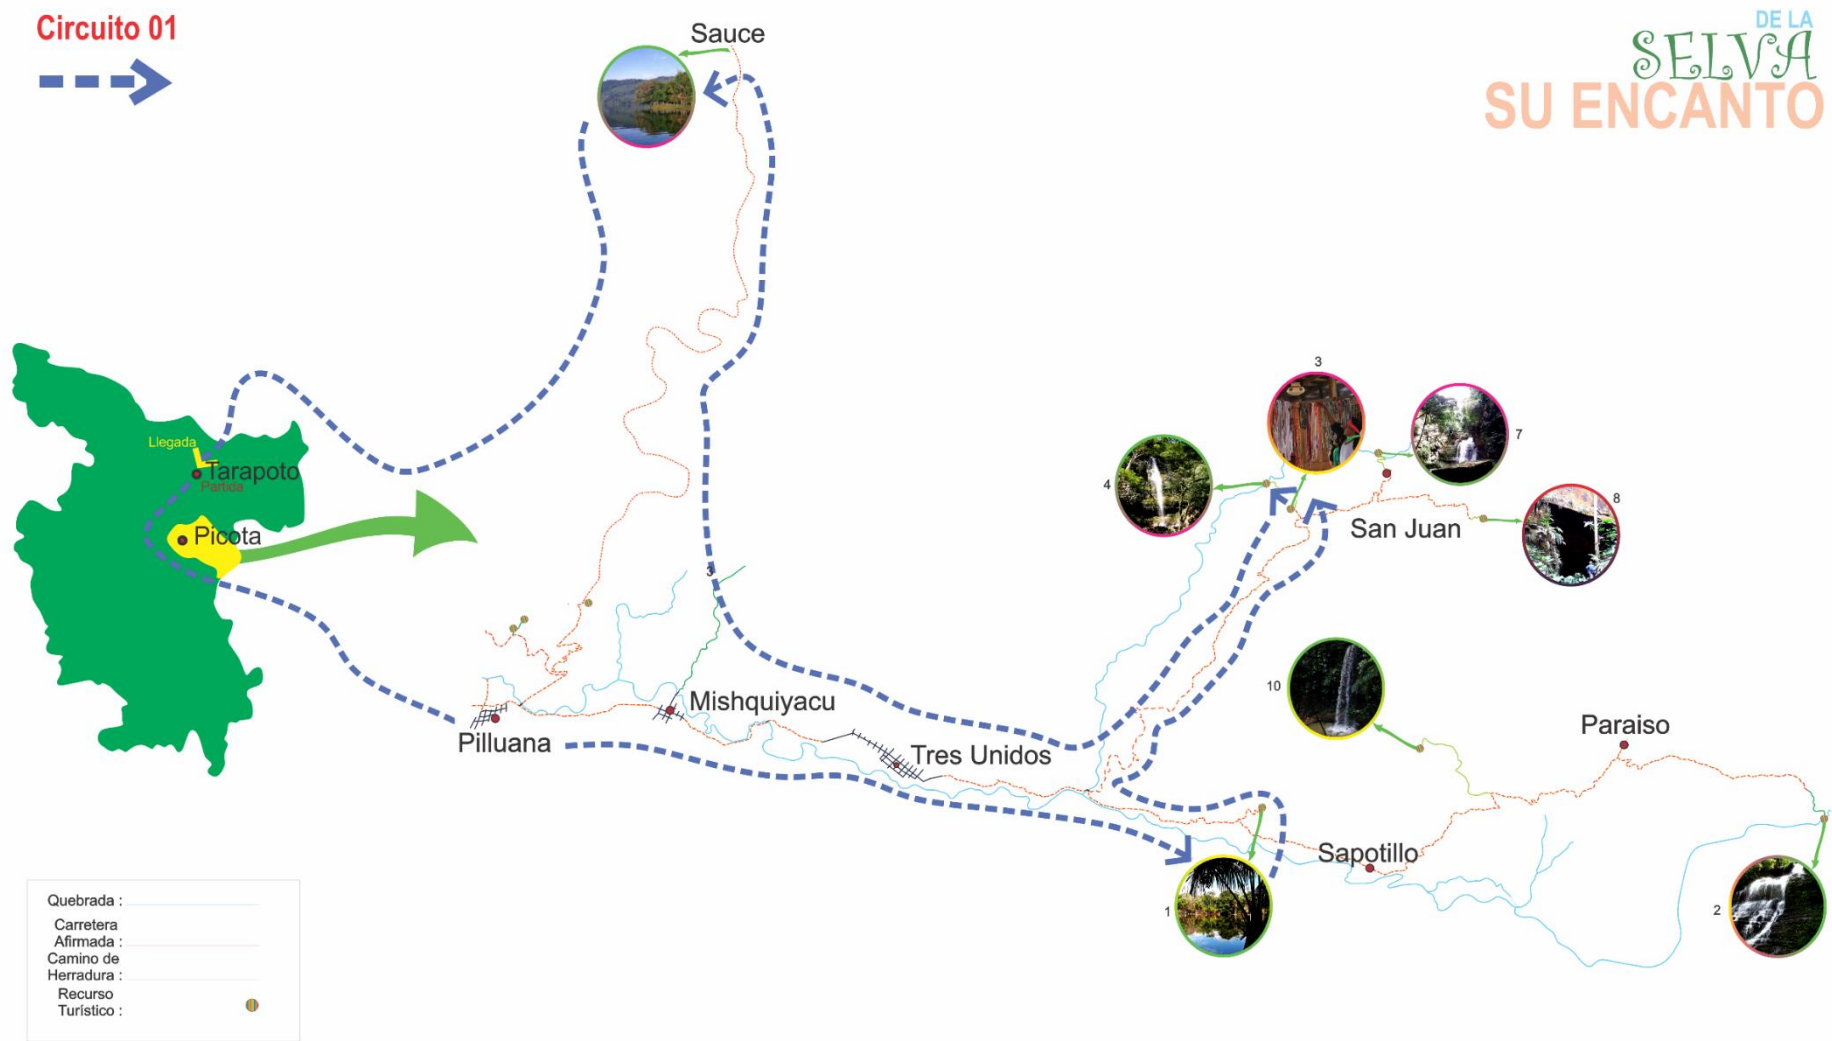 Circuito 01
DE LA
SELVA
SU ENCANTO
Sauce
3
7
4
8
Llegada
Tarapoto
Partida
Picota
San Juan
3
10
Mishquiyacu
Paraiso
Pilluana
Tres Unidos
Sapotillo
1
2
Quebrada :
Carretera
Afirmada :
Camino de
Herradura :
Recurso
Turístico :